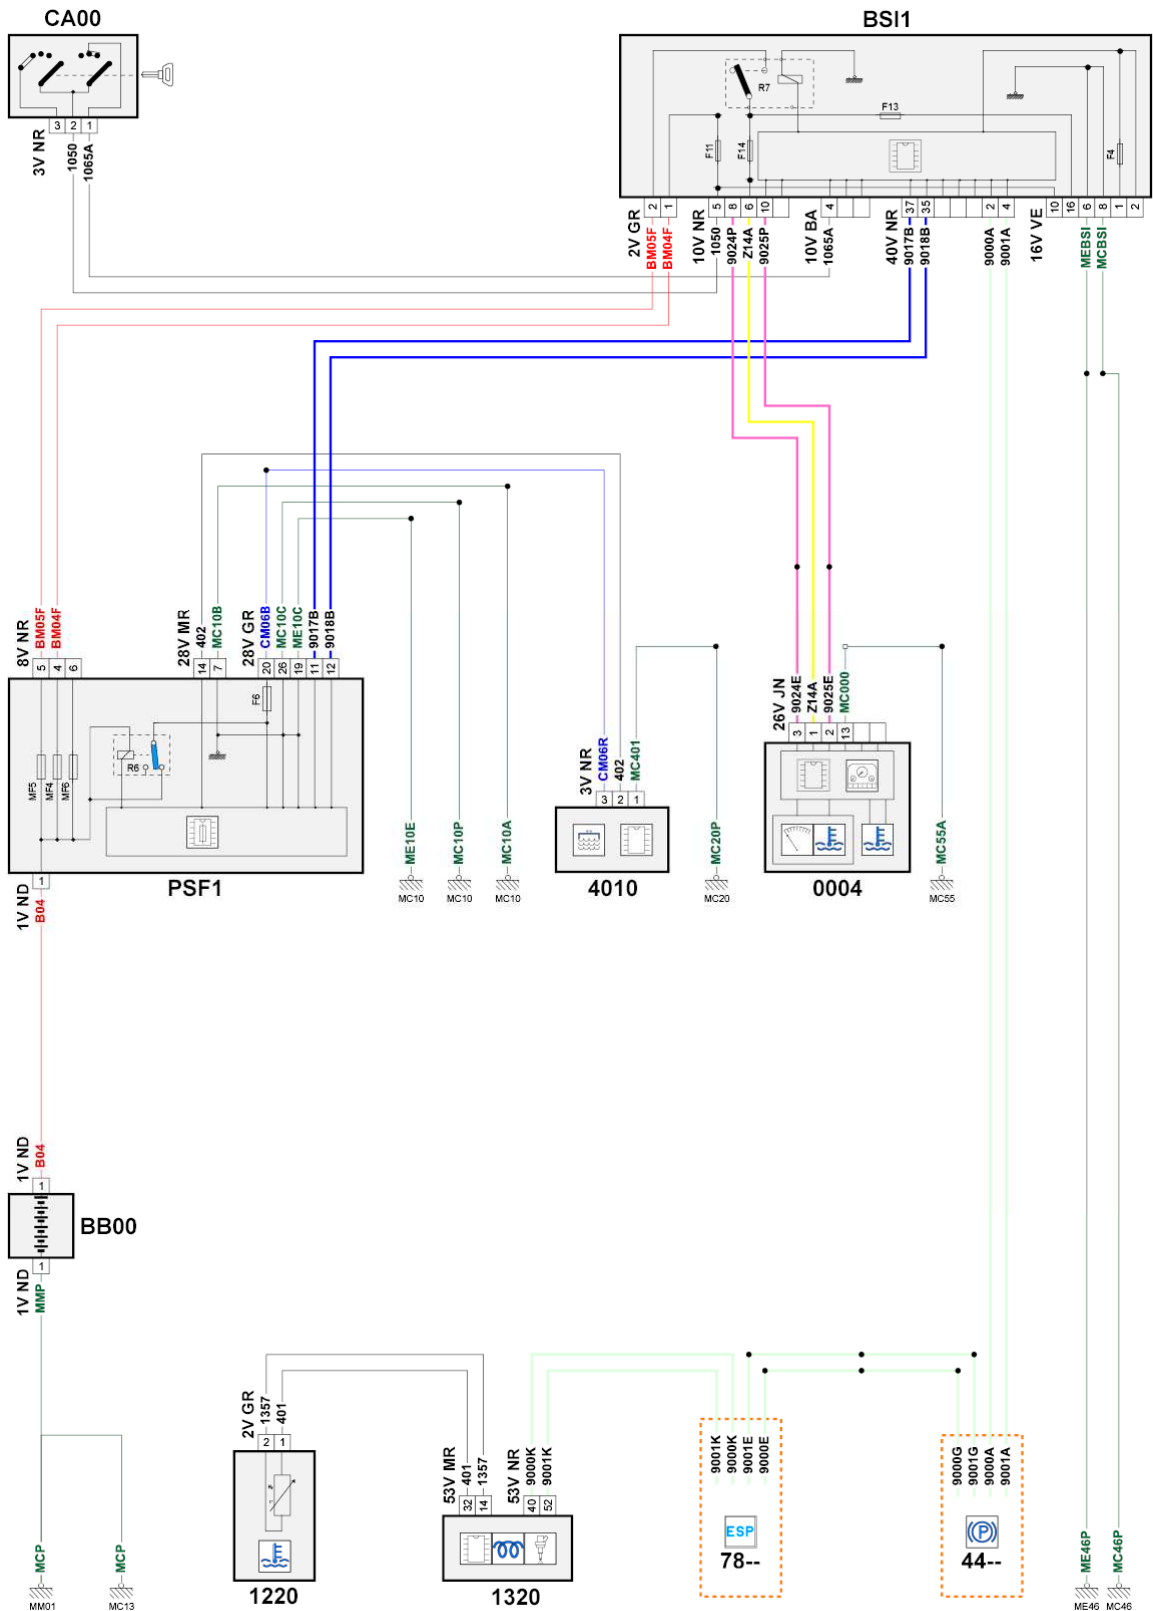 CA00
BSI1
R7
F13
F11
F14
F4
3 2 1
3V NR
1050
1065A
2 1
5 8 6 10
4
37 35
2 4
10 16 6 8 1 2
2V GR
BM05F
BM04F
10V NR
1050
9024P
Z14A
9025P
10V BA
1065A
40V NR
9017B
9018B
9000A
9001A
16V VE
MEBSI
MCBSI
8V NR
BM05F
BM04F
28V MR
402
MC10B
28V GR
CM06B
MC10C
ME10C
9017B
9018B
5 4 6
14 7
20 26 19 11 12
F6
R6
MF5
MF4
MF6
1
PSF1
1V ND
B04
ME10E
MC10P
MC10A
MC10
MC10
MC10
3V NR
CM06R
402
MC401
3 2 1
4010
MC20P
MC20
26V JN
9024E
Z14A
9025E
MC000
3 1 2 13
0004
MC55A
MC55
1V ND
B04
1
BB00
1
1V ND
MMP
MCP
MCP
MM01
MC13
2V GR
1357
401
2 1
1220
53V MR
401
1357
53V NR
9000K
9001K
32 14
40 52
1320
9001K
9000K
9001E
9000E
ESP
78--
9000G
9001G
9000A
9001A
P
44--
ME46P
MC46P
ME46
MC46